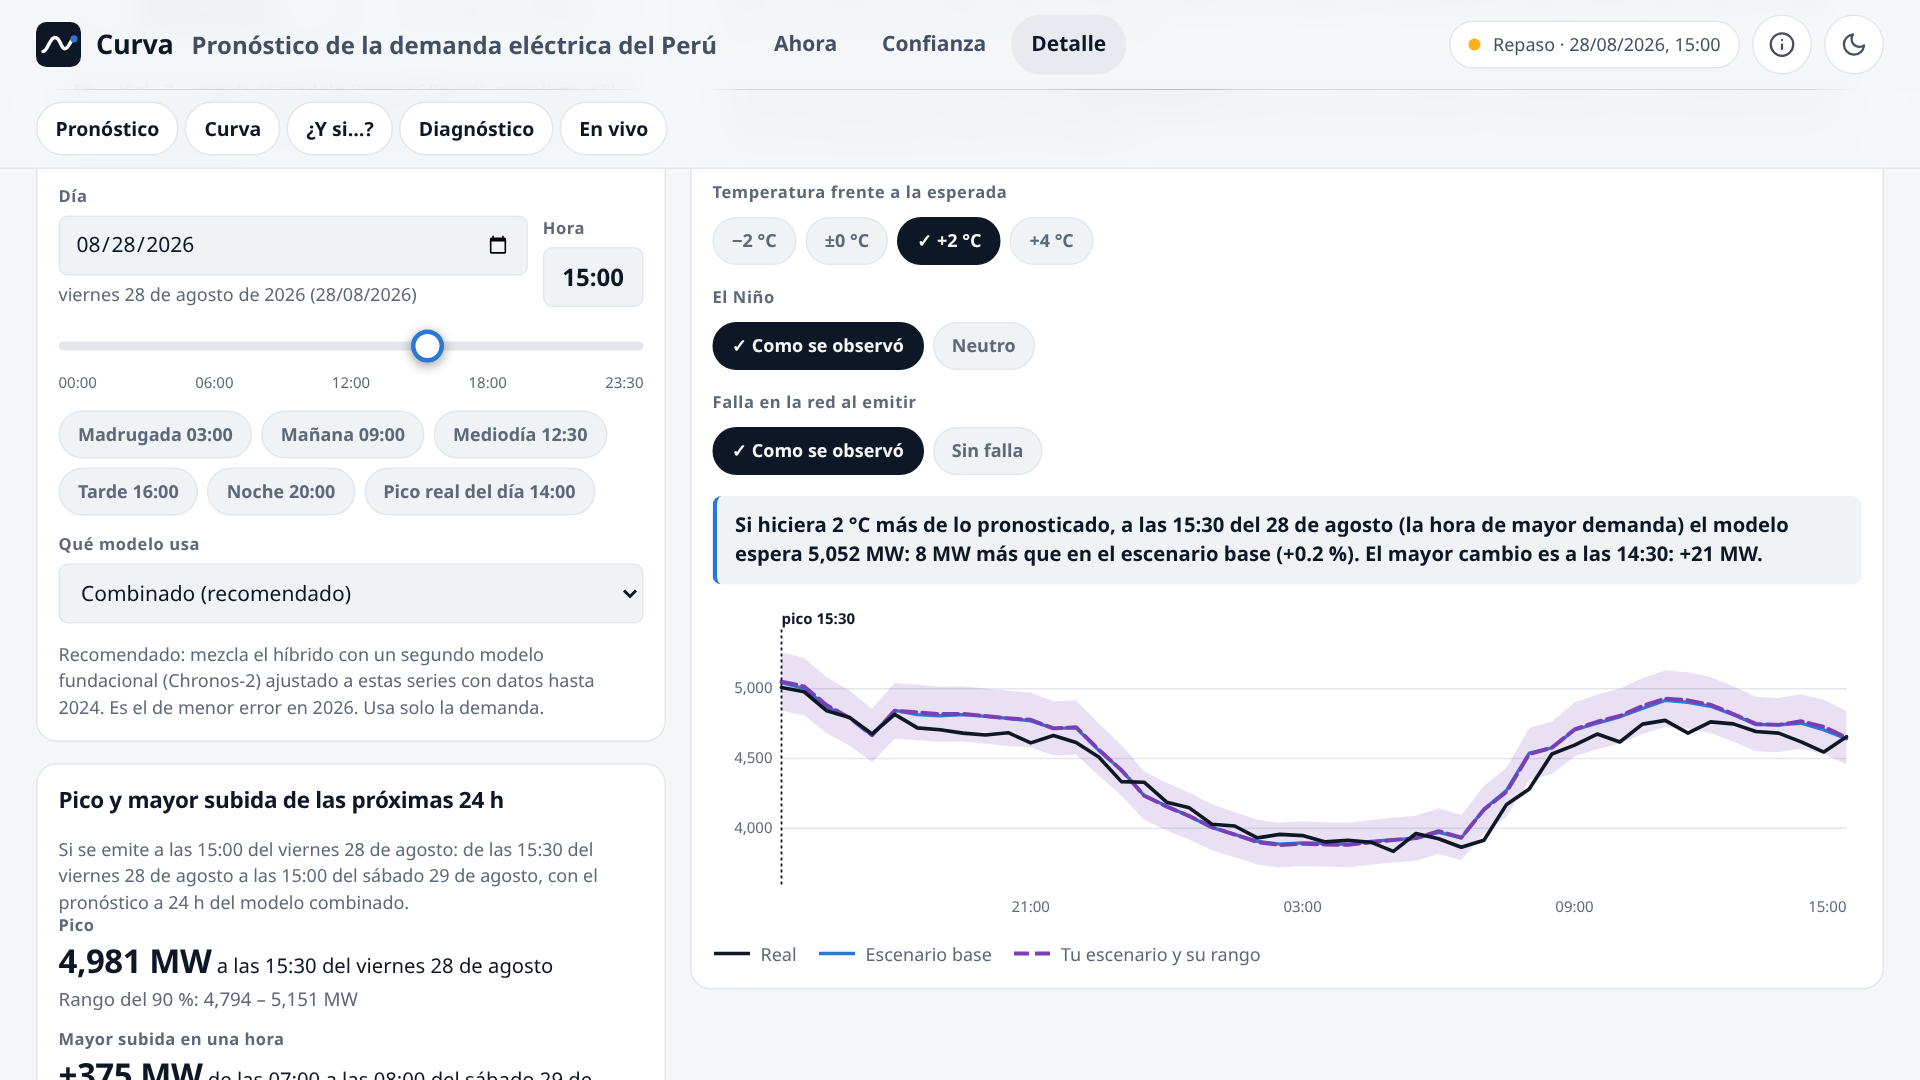 Curva
Pronóstico de la demanda eléctrica del Perú
Ahora
Confianza
Detalle
Repaso · 28/08/2026, 15:00
Pronóstico
Curva
¿Y si...?
Diagnóstico
En vivo
Día
08/28/2026
viernes 28 de agosto de 2026 (28/08/2026)
Hora
15:00
00:00 06:00 12:00 18:00 23:30
Madrugada 03:00
Mañana 09:00
Mediodía 12:30
Tarde 16:00
Noche 20:00
Pico real del día 14:00
Qué modelo usa
Combinado (recomendado)
Recomendado: mezcla el híbrido con un segundo modelo
fundacional (Chronos-2) ajustado a estas series con datos hasta
2024. Es el de menor error en 2026. Usa solo la demanda.
Pico y mayor subida de las próximas 24 h
Si se emite a las 15:00 del viernes 28 de agosto: de las 15:30 del
viernes 28 de agosto a las 15:00 del sábado 29 de agosto, con el
pronóstico a 24 h del modelo combinado.
Pico
4,981 MW a las 15:30 del viernes 28 de agosto
Rango del 90 %: 4,794 – 5,151 MW
Mayor subida en una hora
+375 MW de las 07:00 a las 08:00 del sábado 29 de
Temperatura frente a la esperada
−2 °C
±0 °C
✓ +2 °C
+4 °C
El Niño
✓ Como se observó
Neutro
Falla en la red al emitir
✓ Como se observó
Sin falla
Si hiciera 2 °C más de lo pronosticado, a las 15:30 del 28 de agosto (la hora de mayor demanda) el modelo
espera 5,052 MW: 8 MW más que en el escenario base (+0.2 %). El mayor cambio es a las 14:30: +21 MW.
pico 15:30
5,000
4,500
4,000
21:00 03:00 09:00 15:00
Real
Escenario base
Tu escenario y su rango